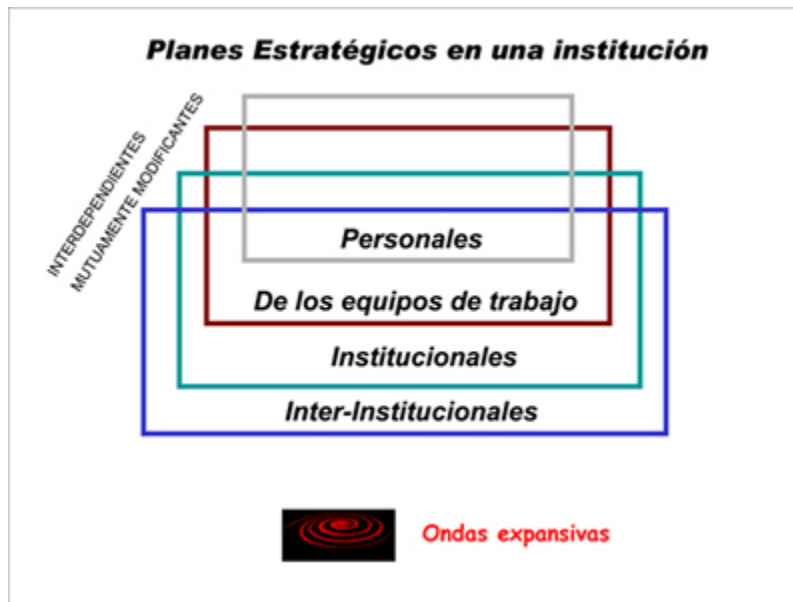 Planes Estratégicos en una institución
INTERDEPENDIENTES
MUTUAMENTE MODIFICANTES
Personales
De los equipos de trabajo
Institucionales
Inter-Institucionales
Ondas expansivas